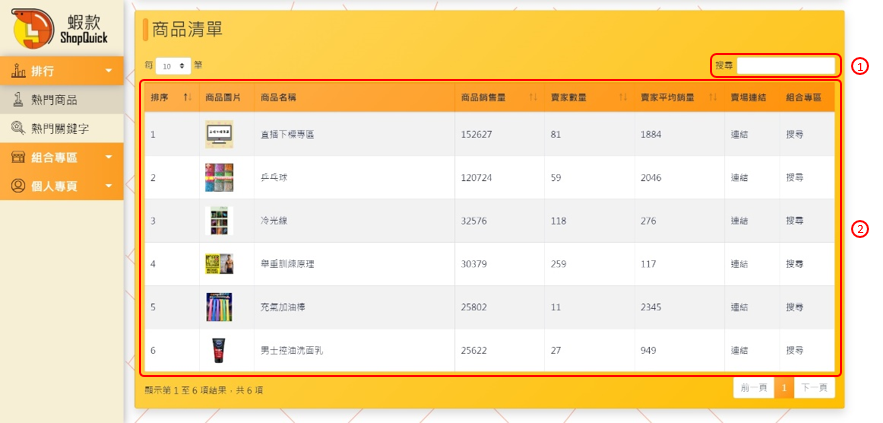 蝦款
ShopQuick
排行
熱門商品
熱門關鍵字
組合專區
個人專頁
商品清單
每 10 筆
搜尋
1
排序 商品圖片 商品名稱 商品銷售量 賣家數量 賣家平均銷量 賣場連結 組合專區
1 直播下標專區 152627 81 1884 連結 搜尋
2 乒乓球 120724 59 2046 連結 搜尋
3 冷光線 32576 118 276 連結 搜尋
2
4 舉重訓練原理 30379 259 117 連結 搜尋
5 充氣加油棒 25802 11 2345 連結 搜尋
6 男士控油洗面乳 25622 27 949 連結 搜尋
顯示第 1 至 6 項結果，共 6 項
前一頁 1 下一頁